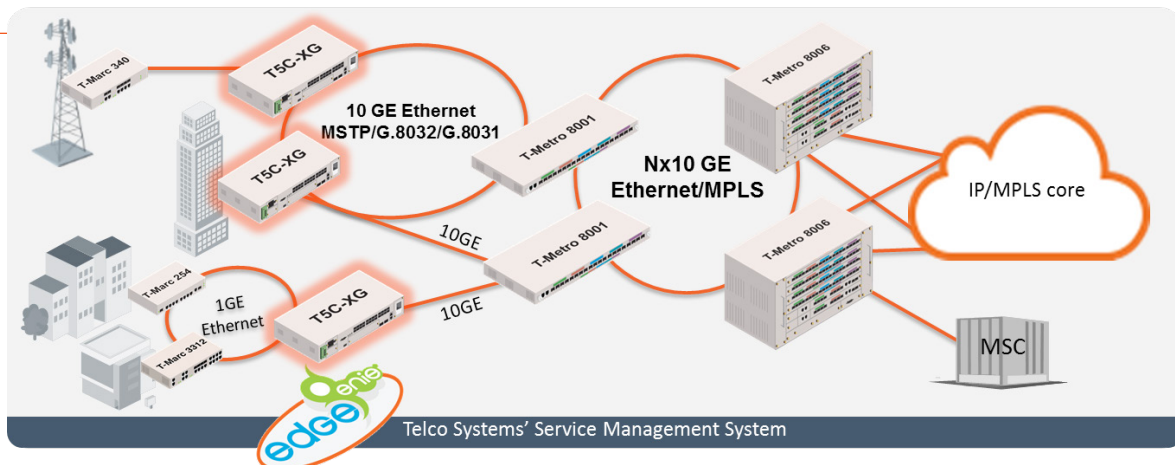 T-Marc 340
T5C-XG
10 GE Ethernet
MSTP/G.8032/G.8031
T5C-XG
T-Metro 8001
T-Metro 8006
Nx10 GE
Ethernet/MPLS
IP/MPLS core
10GE
T-Metro 8001
T-Metro 8006
T-Marc 254
1GE
Ethernet
T-Marc 3312
T5C-XG
10GE
MSC
edge genie
Telco Systems' Service Management System